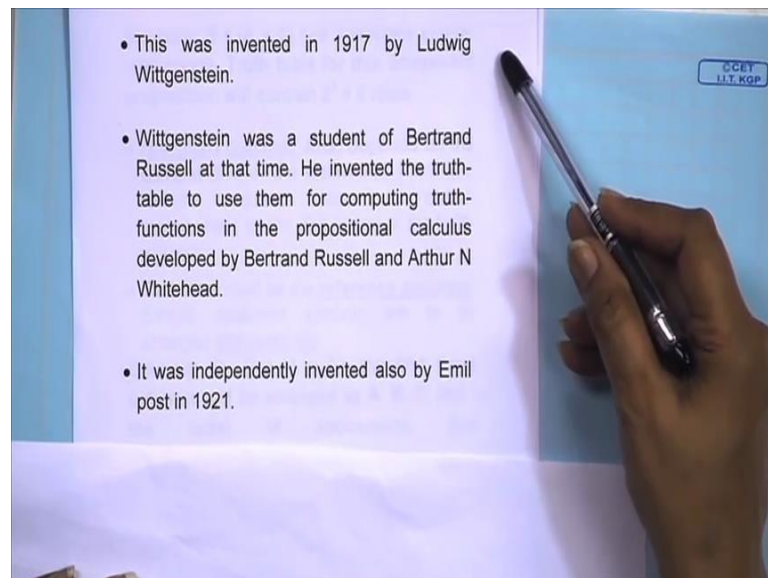 • This was invented in 1917 by Ludwig
Wittgenstein.
• Wittgenstein was a student of Bertrand
Russell at that time. He invented the truth-
table to use them for computing truth-
functions in the propositional calculus
developed by Bertrand Russell and Arthur N
Whitehead.
• It was independently invented also by Emil
post in 1921.
CCET
I.I.T. KGP